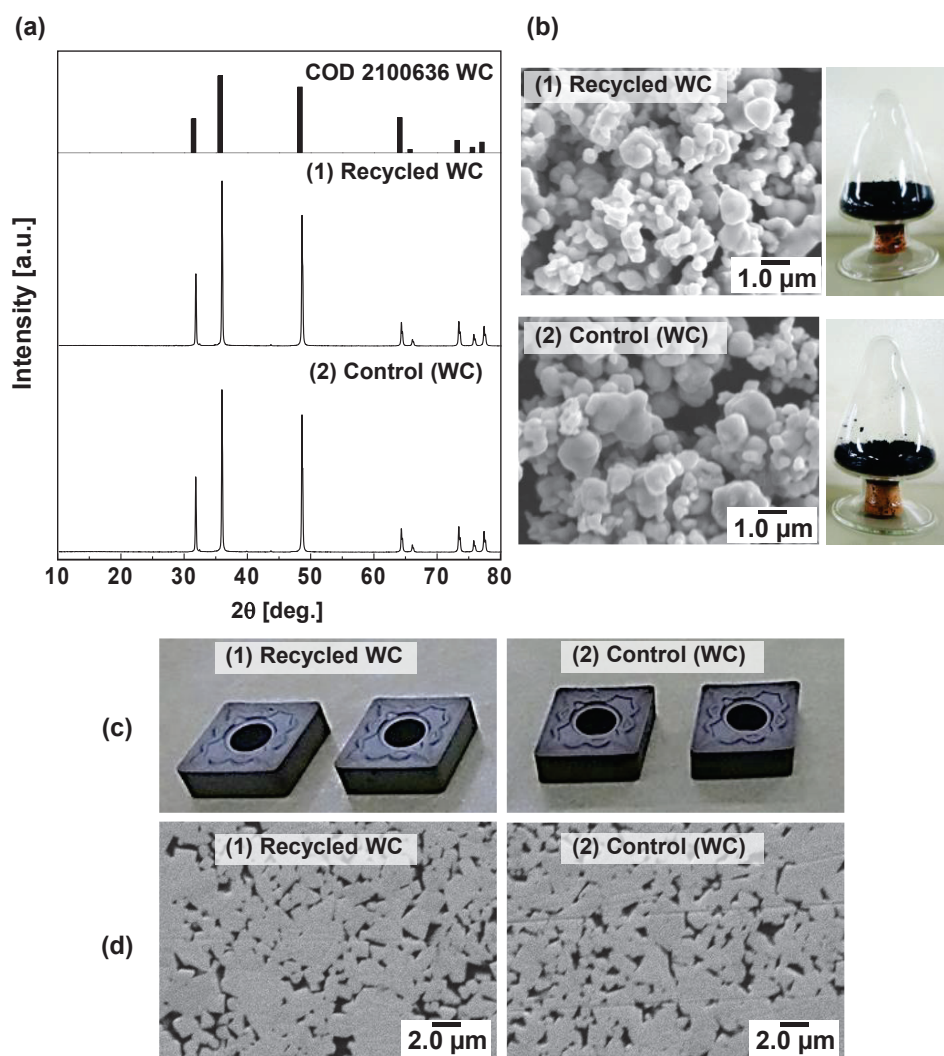 (a)
COD 2100636 WC
(1) Recycled WC
(2) Control (WC)
Intensity [a.u.]
10 20 30 40 50 60 70 80
2θ [deg.]
(b)
(1) Recycled WC
1.0 µm
(2) Control (WC)
1.0 µm
(c)
(1) Recycled WC
(2) Control (WC)
(d)
(1) Recycled WC
(2) Control (WC)
2.0 µm
2.0 µm